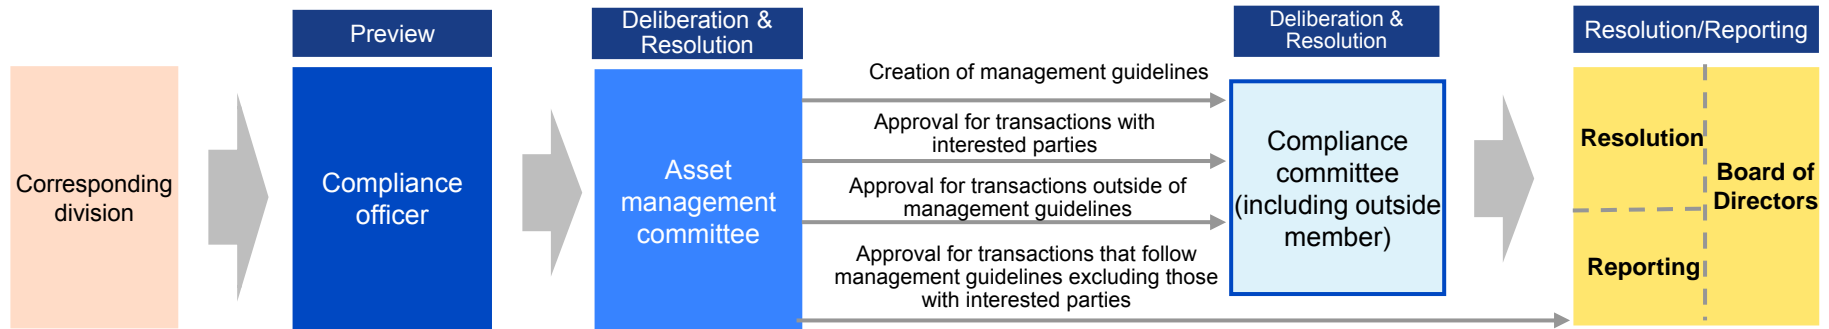 Preview
Deliberation &
Resolution
Deliberation &
Resolution
Resolution/Reporting
Corresponding
division
Compliance
officer
Asset
management
committee
Creation of management guidelines
Approval for transactions with
interested parties
Approval for transactions outside of
management guidelines
Approval for transactions that follow
management guidelines excluding those
with interested parties
Compliance
committee
(including outside
member)
Resolution
Reporting
Board of
Directors